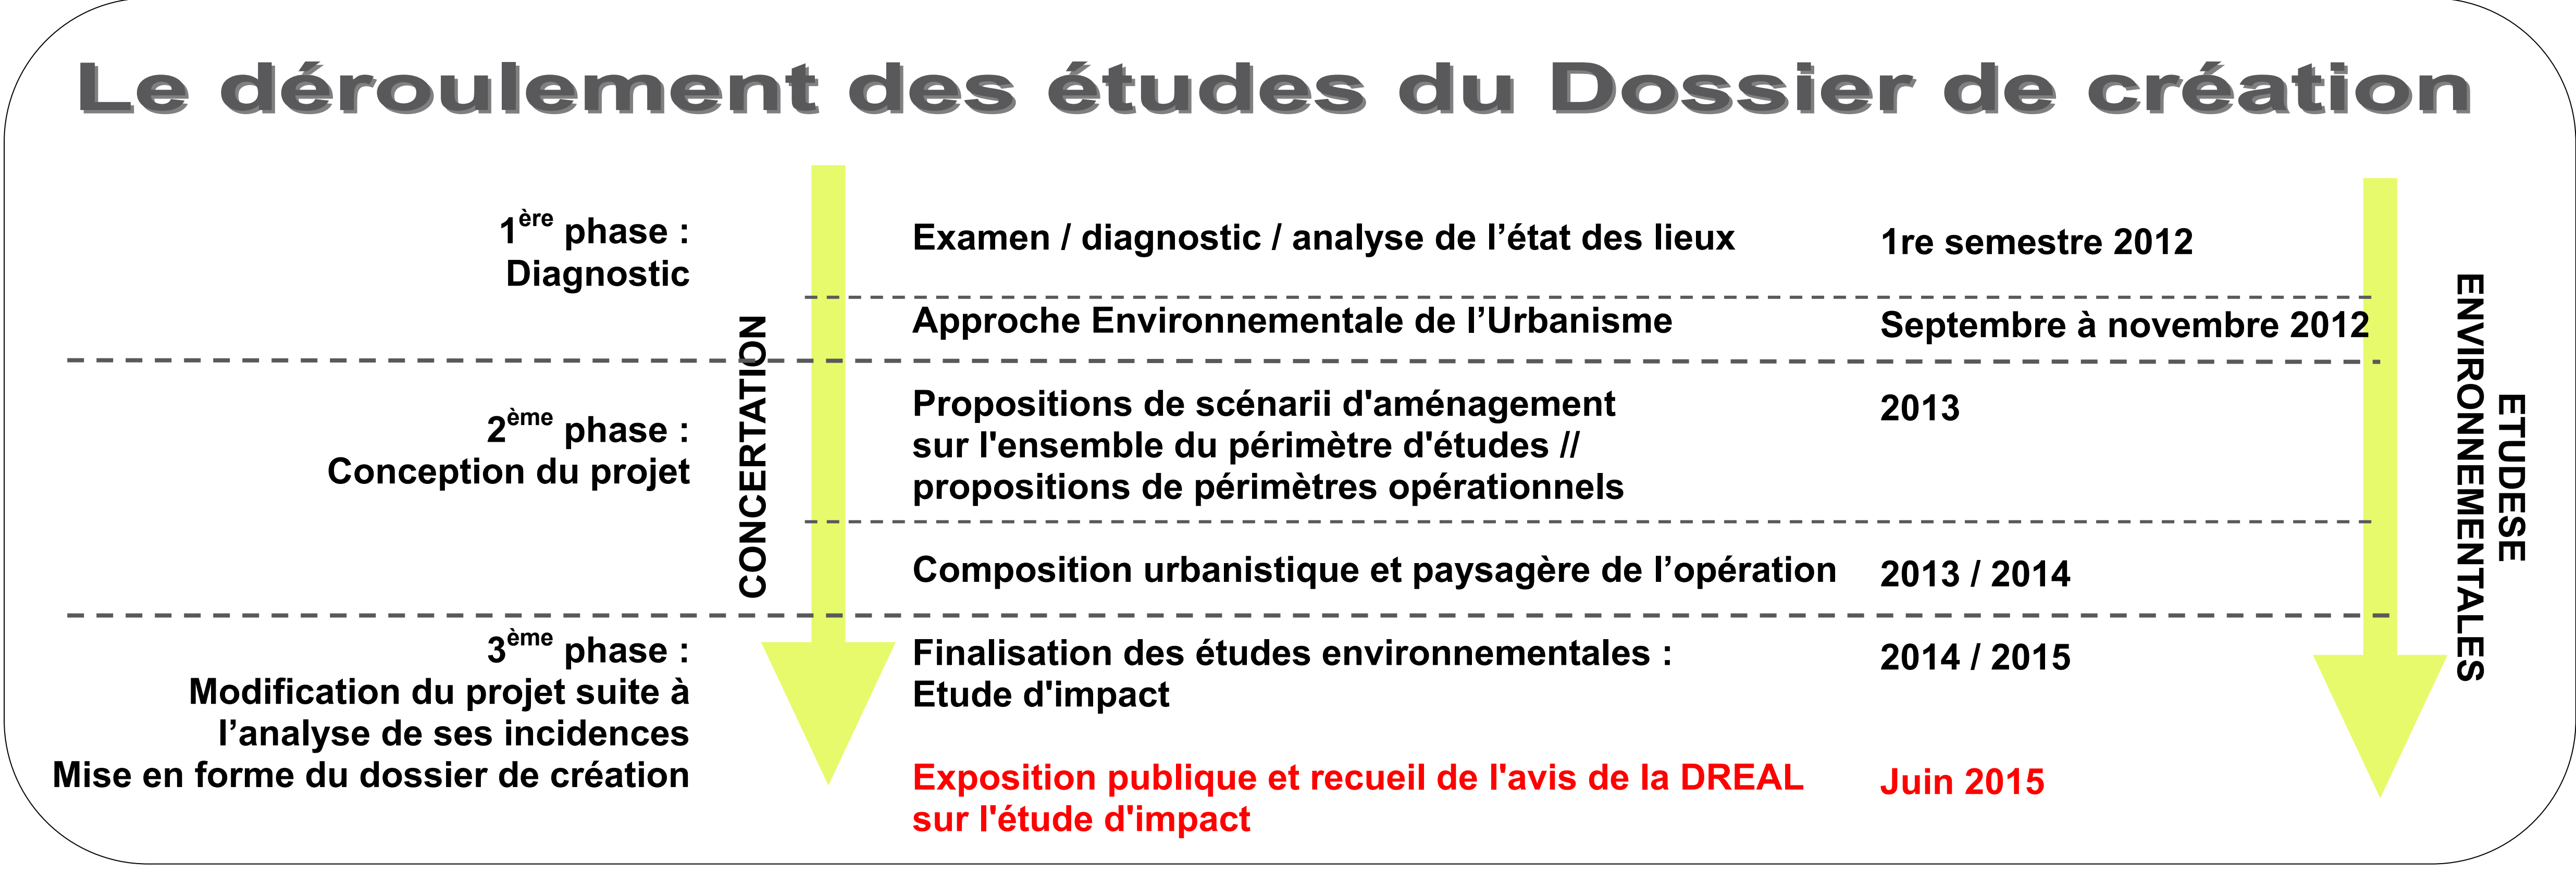 Le déroulement des études du Dossier de création
1ère phase :
Diagnostic
Examen / diagnostic / analyse de l’état des lieux
1re semestre 2012
Approche Environnementale de l’Urbanisme
Septembre à novembre 2012
2ème phase :
Conception du projet
Propositions de scénarii d'aménagement
sur l'ensemble du périmètre d'études //
propositions de périmètres opérationnels
2013
Composition urbanistique et paysagère de l’opération
2013 / 2014
3ème phase :
Modification du projet suite à
l’analyse de ses incidences
Mise en forme du dossier de création
Finalisation des études environnementales :
Etude d'impact
2014 / 2015
Exposition publique et recueil de l'avis de la DREAL
sur l'étude d'impact
Juin 2015
CONCERTATION
ETUDESE
ENVIRONNEMENTALES